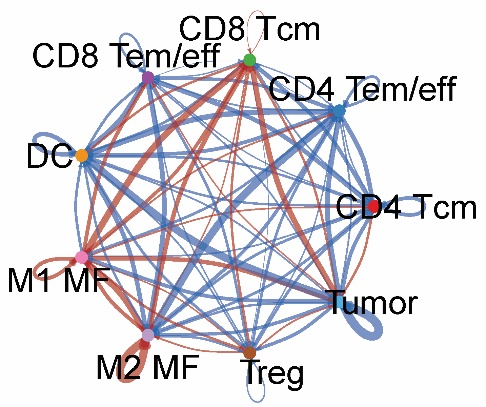 CD8 Tcm
CD8 Tem/eff
CD4 Tem/eff
DC
CD4 Tcm
M1 MF
Tumor
M2 MF
Treg